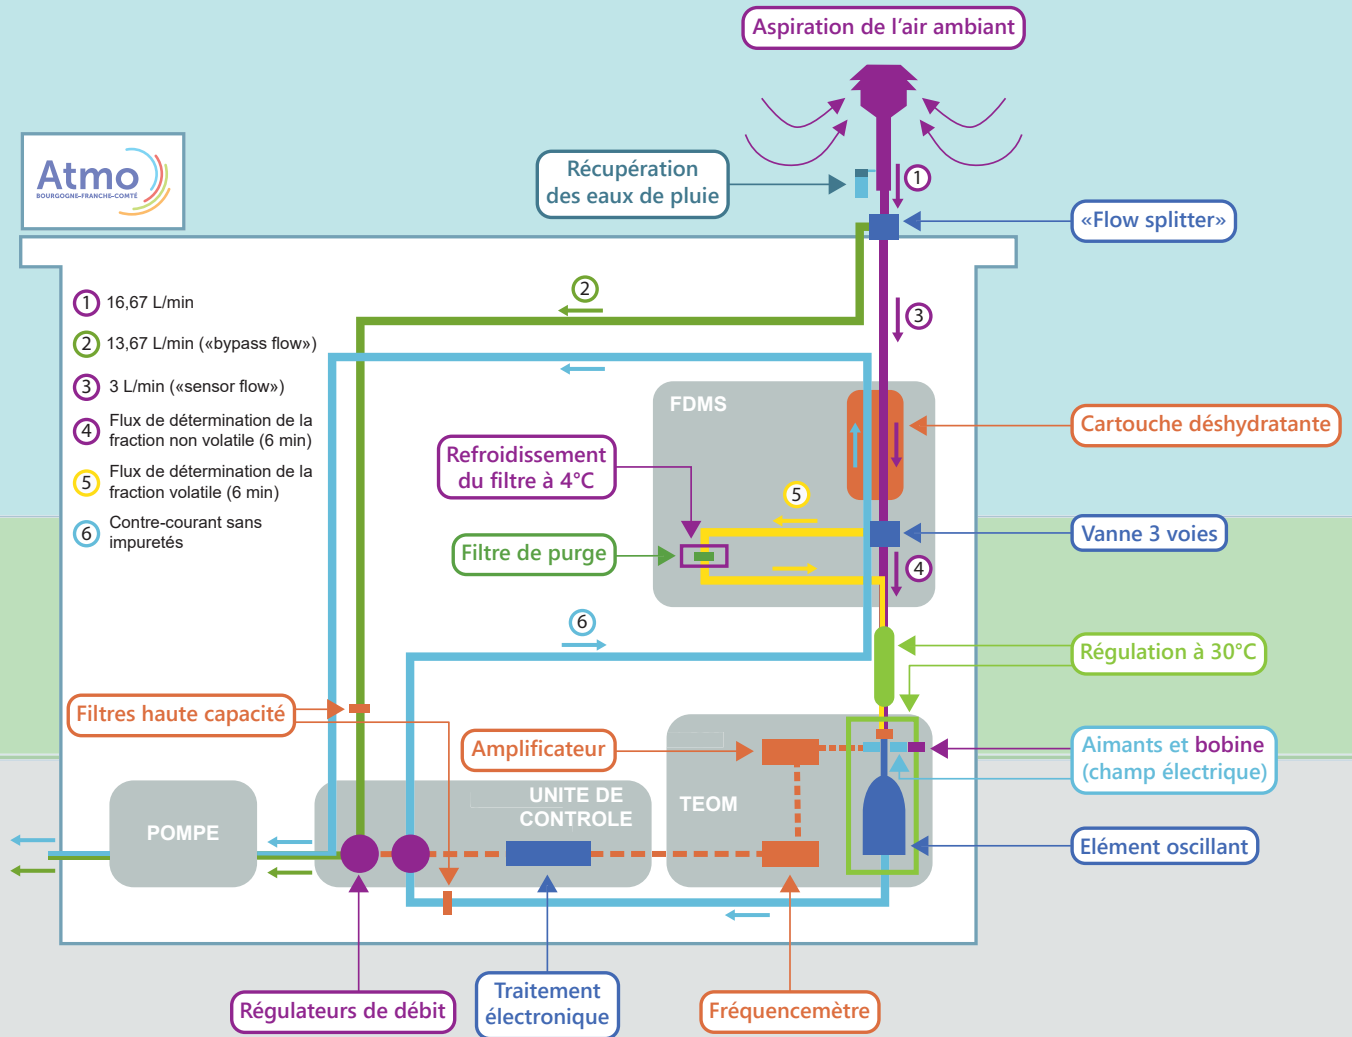 Aspiration de l'air ambiant
Atmo
BOURGOGNE-FRANCHE-COMTÉ
Récupération
des eaux de pluie
1
«Flow splitter»
1 16,67 L/min
2 13,67 L/min («bypass flow»)
3 3 L/min («sensor flow»)
4 Flux de détermination de la
fraction non volatile (6 min)
5 Flux de détermination de la
fraction volatile (6 min)
6 Contre-courant sans
impuretés
2
3
FDMS
Cartouche déshydratante
Refroidissement
du filtre à 4°C
5
Vanne 3 voies
Filtre de purge
4
6
Régulation à 30°C
Filtres haute capacité
Amplificateur
Aimants et bobine
(champ électrique)
UNITE DE
CONTROLE
TEOM
POMPE
Elément oscillant
Régulateurs de débit
Traitement
électronique
Fréquencemètre